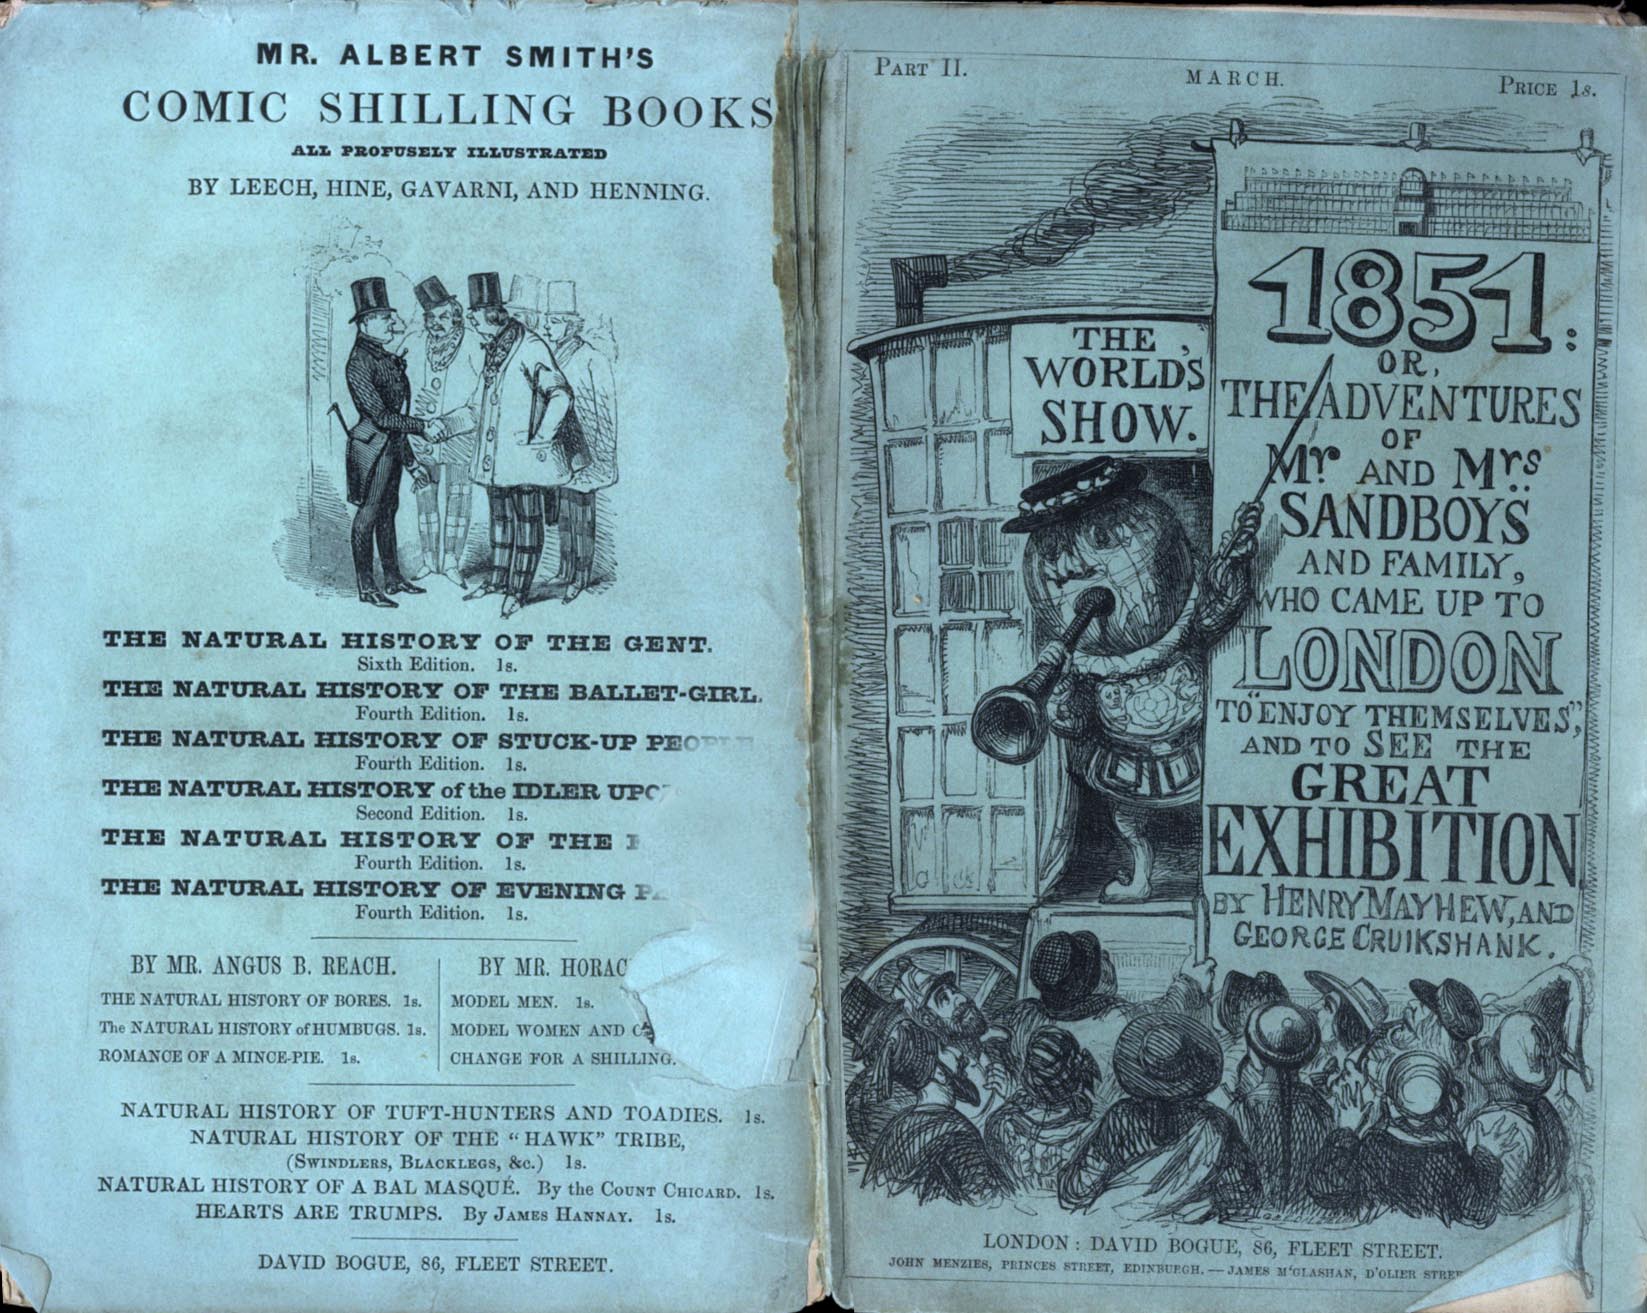 MR. ALBERT SMITH'S
COMIC SHILLING BOOKS
ALL PROFUSELY ILLUSTRATED
BY LEECH, HINE, GAVARNI, AND HENNING.
THE NATURAL HISTORY OF THE GENT.
Sixth Edition. 1s.
THE NATURAL HISTORY OF THE BALLET-GIRL.
Fourth Edition. 1s.
THE NATURAL HISTORY OF STUCK-UP PEOPLE
Fourth Edition. 1s.
THE NATURAL HISTORY of the IDLER
Second Edition. 1s.
THE NATURAL HISTORY OF THE
Fourth Edition. 1s.
THE NATURAL HISTORY OF EVENING
Fourth Edition. 1s.
BY MR. ANGUS B. REACH.
THE NATURAL HISTORY OF BORES. 1s.
The NATURAL HISTORY of HUMBUGS. 1s.
ROMANCE OF A MINCE-PIE. 1s.
BY MR. HORAC
MODEL MEN. 1s.
MODEL WOMEN AND
CHANGE FOR A SHILLING.
NATURAL HISTORY OF TUFT-HUNTERS AND TOADIES. 1s.
NATURAL HISTORY OF THE "HAWK" TRIBE,
(SWINDLERS, BLACKLEGS, &c.) 1s.
NATURAL HISTORY OF A BAL MASQUÉ. By the COUNT CHICARD. 1s.
HEARTS ARE TRUMPS. By JAMES HANNAY. 1s.
DAVID BOGUE, 86, FLEET STREET.
PART II.
MARCH.
PRICE 1s.
THE WORLD'S
SHOW.
1851:
OR,
THE ADVENTURES
OF
Mr. AND Mrs.
SANDBOYS
AND FAMILY,
WHO CAME UP TO
LONDON
TO "ENJOY THEMSELVES",
AND TO SEE THE
GREAT
EXHIBITION
BY HENRY MAYHEW, AND
GEORGE CRUIKSHANK.
LONDON: DAVID BOGUE, 86, FLEET STREET.
JOHN MENZIES, PRINCES STREET, EDINBURGH.—JAMES M'GLASHAN, D'OLIER STREE